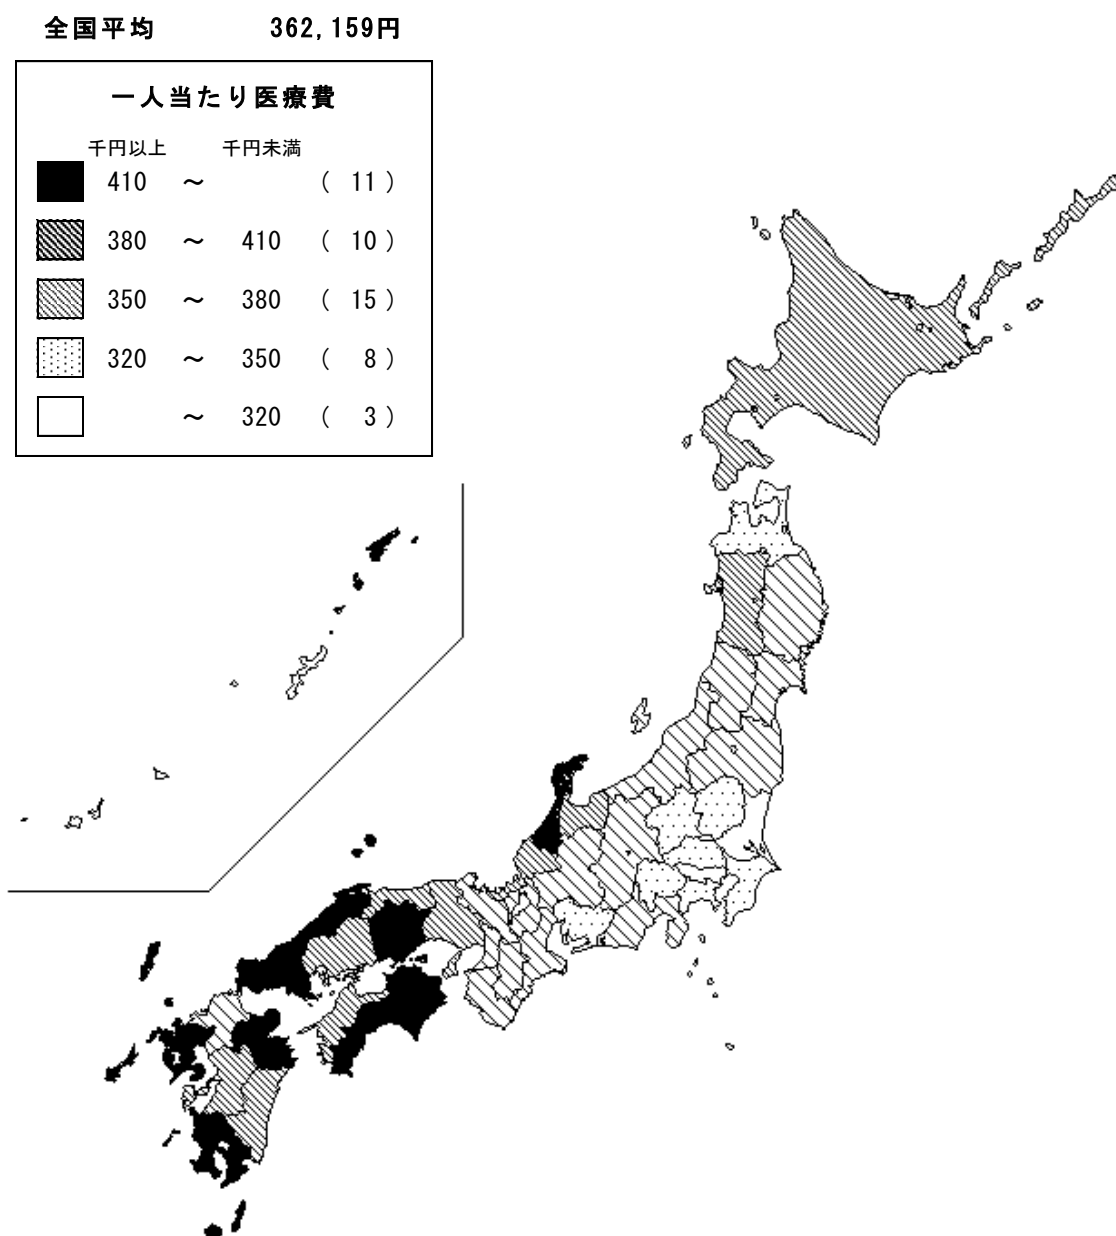 全国平均 362,159円
一人当たり医療費
千円以上 千円未満
410 ～ ( 11 )
380 ～ 410 ( 10 )
350 ～ 380 ( 15 )
320 ～ 350 ( 8 )
～ 320 ( 3 )